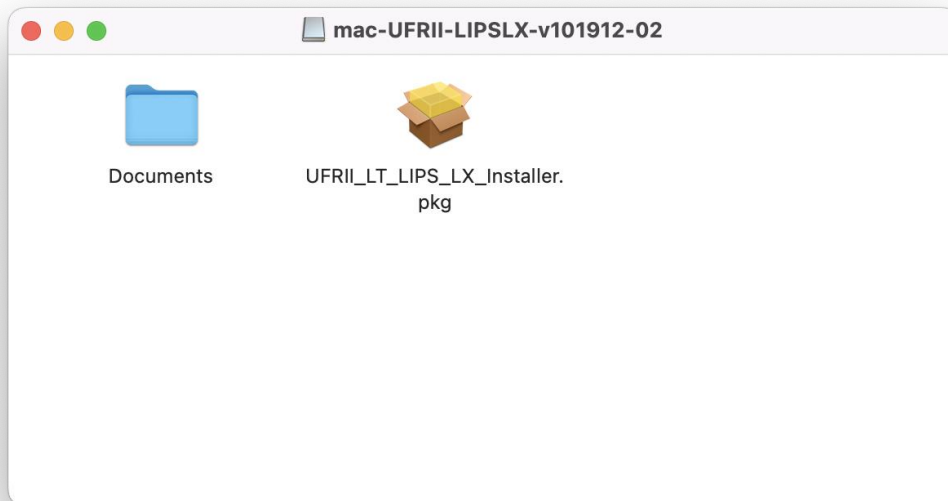 mac-UFRII-LIPSLX-v101912-02
Documents
UFRII_LT_LIPS_LX_Installer.
pkg